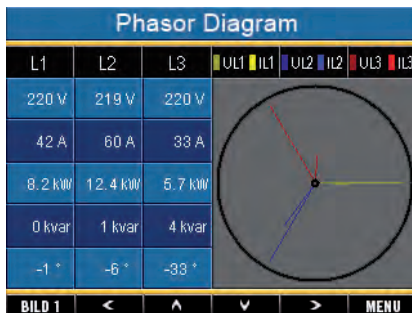 Phasor Diagram
L1 L2 L3 UL1 IL1 UL2 IL2 UL3 IL3
220 V 219 V 220 V
42 A 60 A 33 A
8.2 kW 12.4 kW 5.7 kW
0 kvar 1 kvar 4 kvar
-1 ° -6 ° -33 °
BILD 1 < ʌ v > MENU